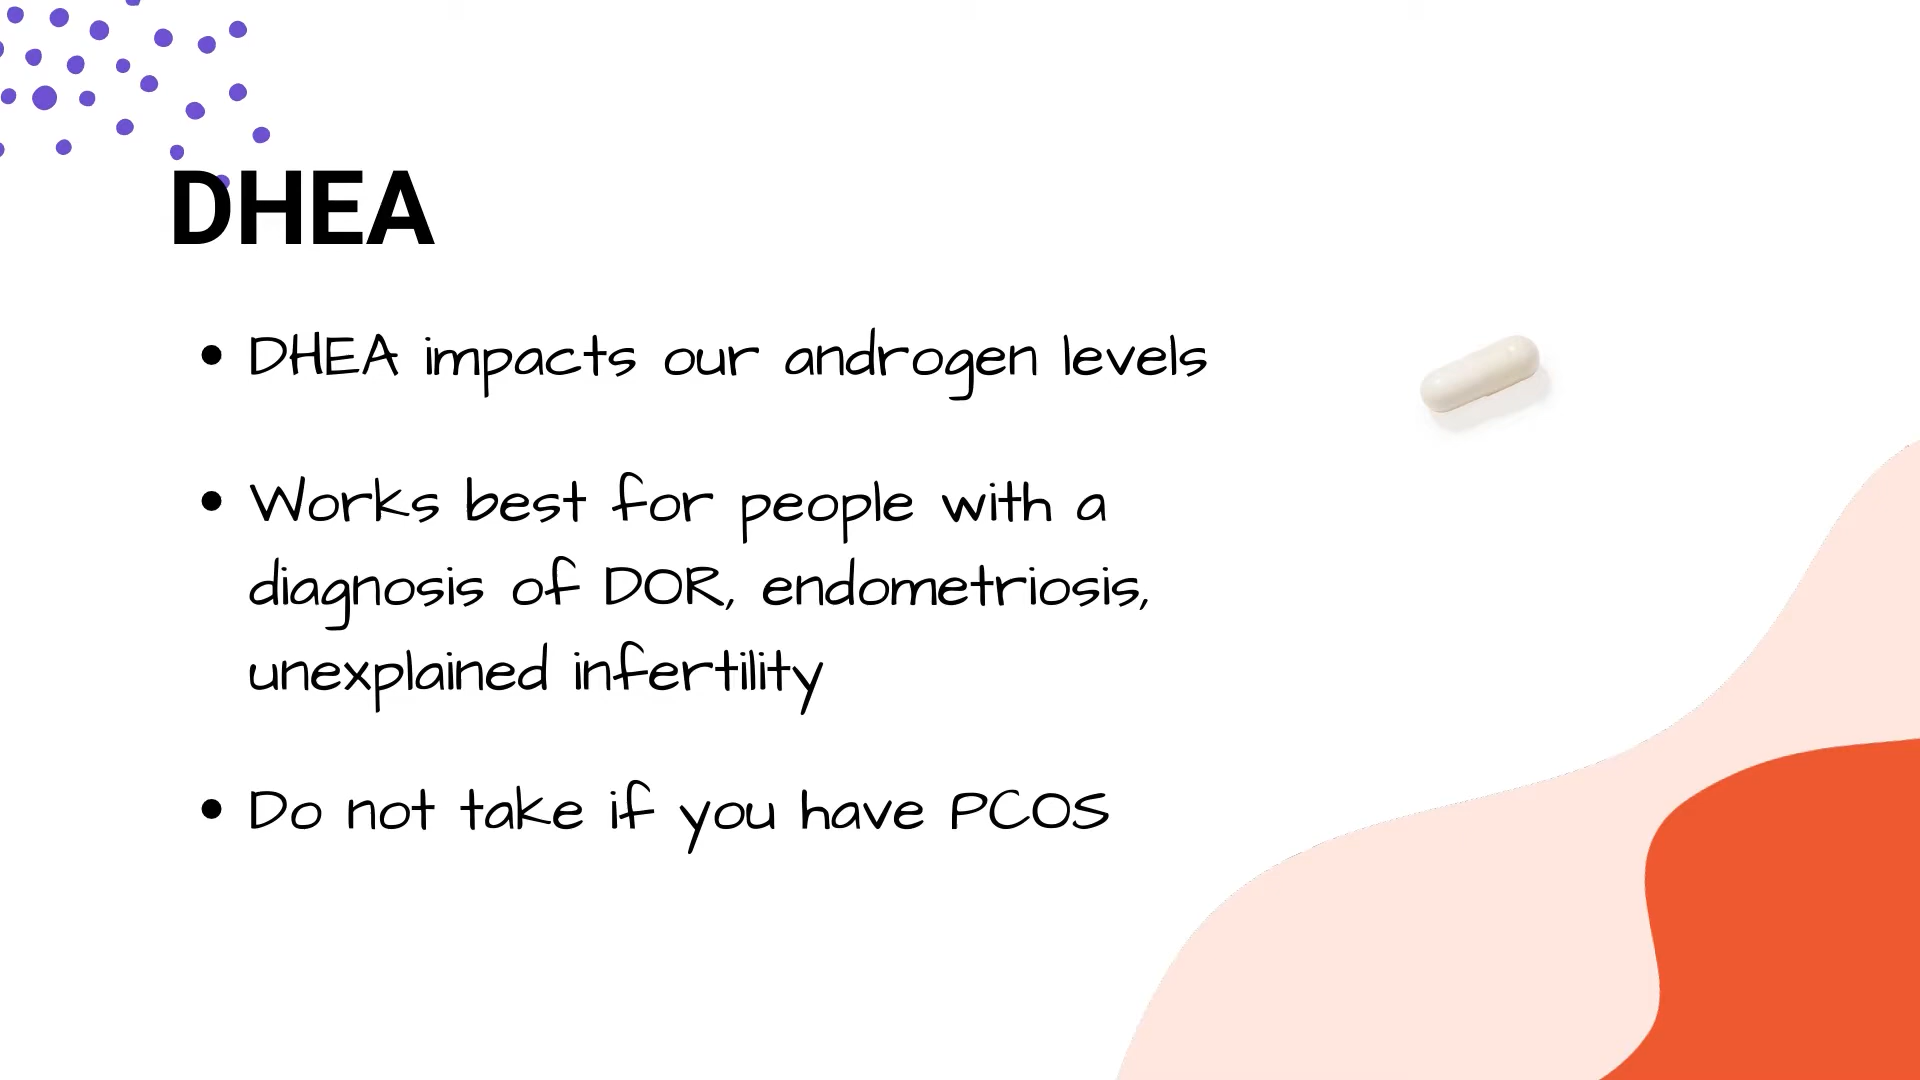 DHEA
• DHEA impacts our androgen levels
• Works best for people with a
diagnosis of DOR, endometriosis,
unexplained infertility
• Do not take if you have PCOS